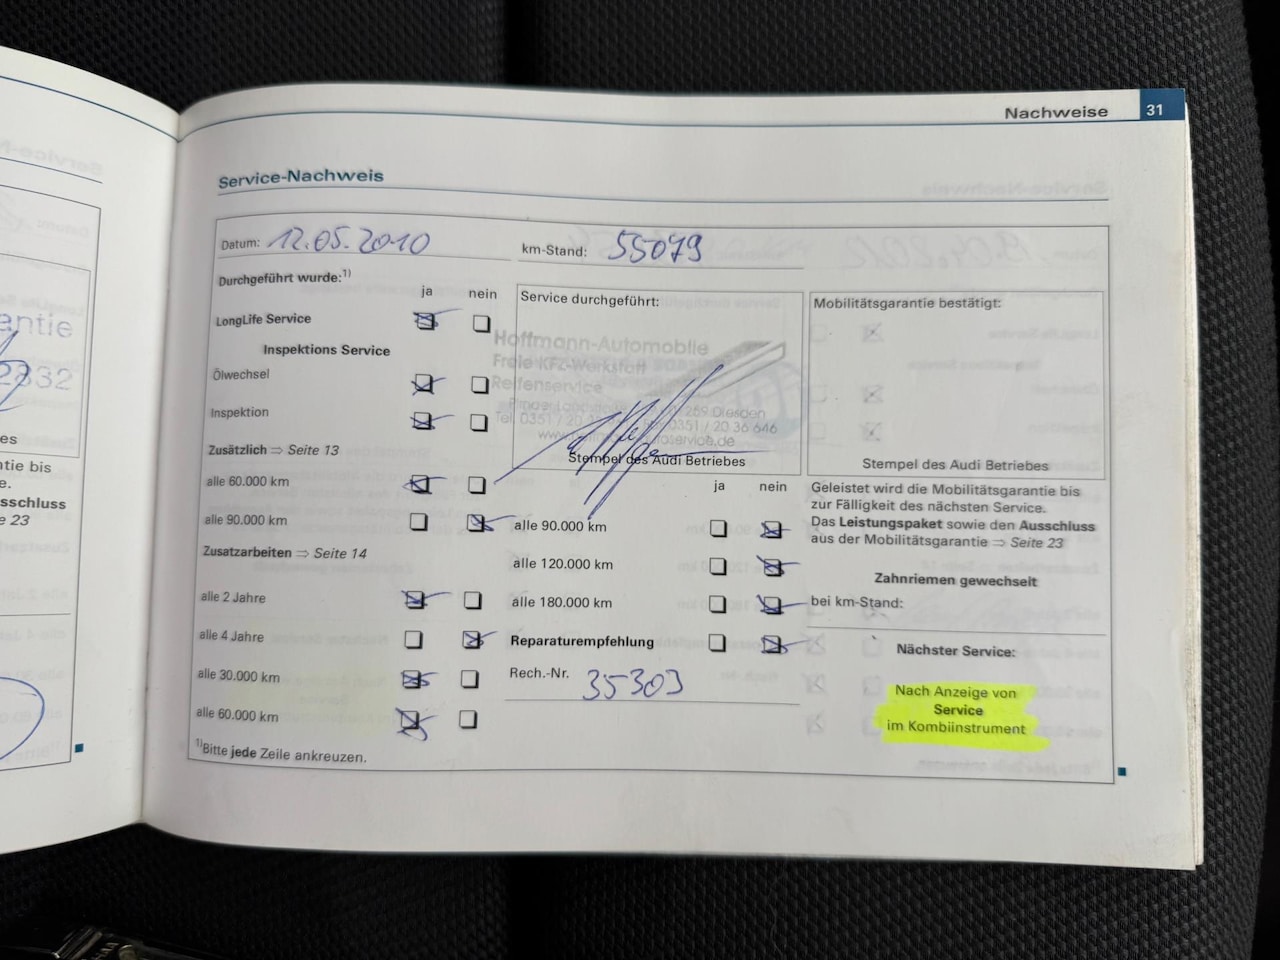 Nachweise 31
Service-Nachweis
Datum: 12.05.2010
km-Stand: 55079
Durchgeführt wurde:1)
ja nein
LongLife Service
Inspektions Service
Ölwechsel
Inspektion
Zusätzlich ⇒ Seite 13
alle 60.000 km
alle 90.000 km
Zusatzarbeiten ⇒ Seite 14
alle 2 Jahre
alle 4 Jahre
alle 30.000 km
alle 60.000 km
1)Bitte jede Zeile ankreuzen.
Service durchgeführt:
Hoffmann-Automobile
Freie KFZ-Werkstatt
Reifenservice
Dresden
Tel. 0351 / 20 0351 / 20 36 646
Stempel des Audi Betriebes
ja nein
alle 90.000 km
alle 120.000 km
alle 180.000 km
Reparaturempfehlung
Rech.-Nr. 35303
Mobilitätsgarantie bestätigt:
Stempel des Audi Betriebes
Geleistet wird die Mobilitätsgarantie bis
zur Fälligkeit des nächsten Service.
Das Leistungspaket sowie den Ausschluss
aus der Mobilitätsgarantie ⇒ Seite 23
Zahnriemen gewechselt
bei km-Stand:
Nächster Service:
Nach Anzeige von
Service
im Kombiinstrument